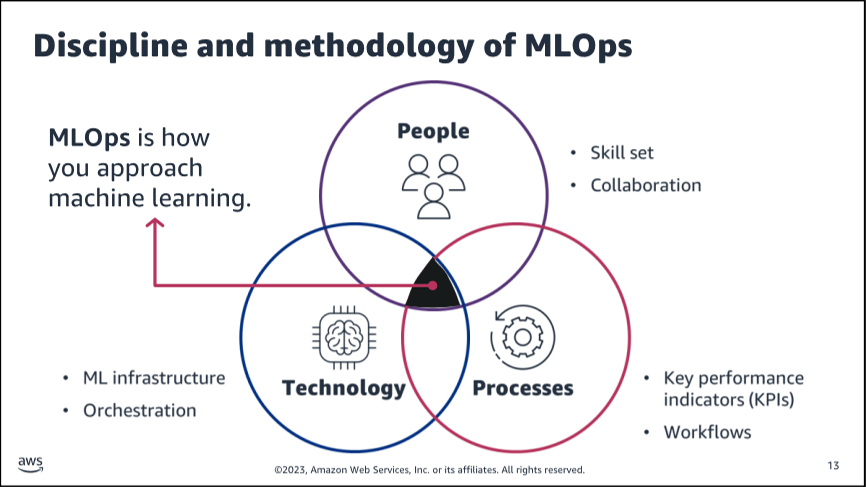 Discipline and methodology of MLOps
MLOps is how
you approach
machine learning.
People
• Skill set
• Collaboration
Technology
• ML infrastructure
• Orchestration
Processes
• Key performance
indicators (KPIs)
• Workflows
aws
©2023, Amazon Web Services, Inc. or its affiliates. All rights reserved.
13